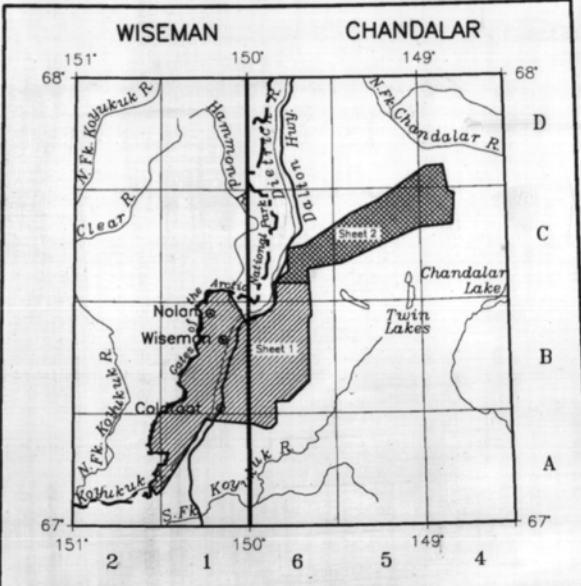 WISEMAN CHANDALAR
151° 150° 149°
68° 68°
N. Fk. Koyukuk R.
Hammond R.
Dietrich R.
Dalton Hwy.
N. Fk. Chandalar R.
D
Clear R.
National Park
Sheet 2
C
Gates of the Arctic
Chandalar Lake
Nolan
Twin Lakes
Wiseman
Sheet 1
B
Coldfoot
N. Fk. Koyukuk R.
Koyukuk
S. Fk. Koyukuk R.
A
67° 67°
151° 150° 149°
2 1 6 5 4